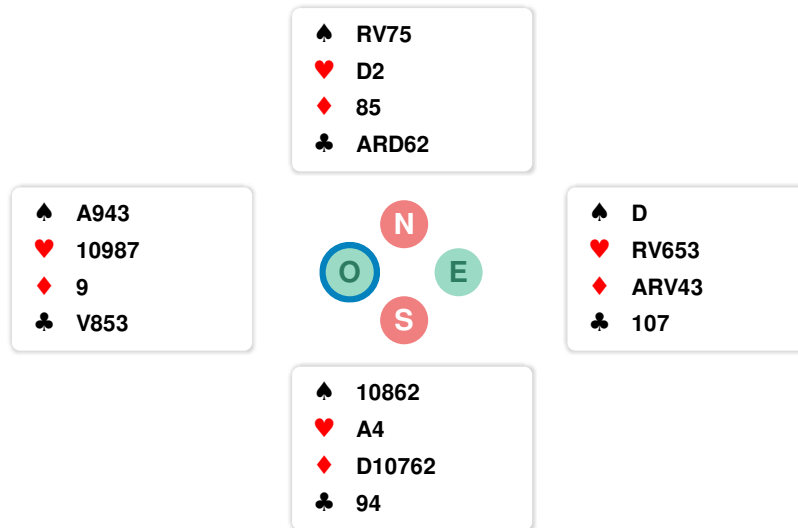 ♠ RV75
♥ D2
♦ 85
♣ ARD62
♠ A943
♥ 10987
♦ 9
♣ V853
N
O E
S
♠ D
♥ RV653
♦ ARV43
♣ 107
♠ 10862
♥ A4
♦ D10762
♣ 94